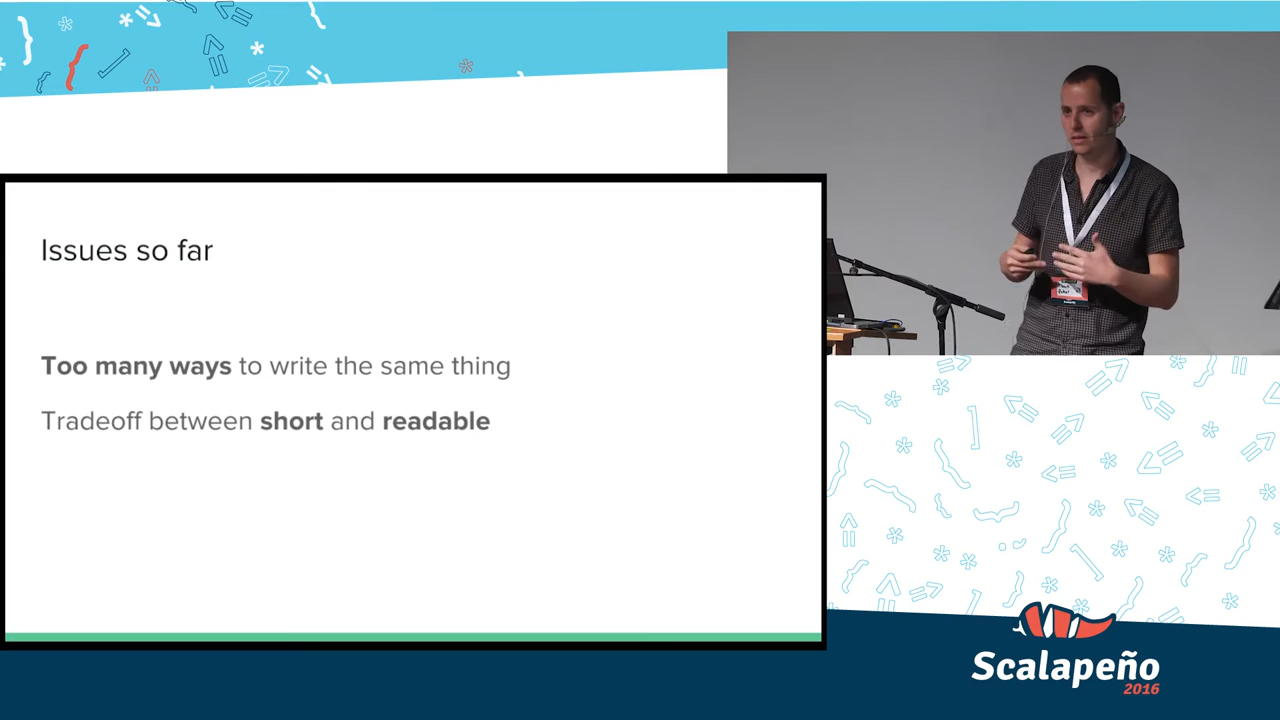 Issues so far
Too many ways to write the same thing
Tradeoff between short and readable
Scalapeño
2016